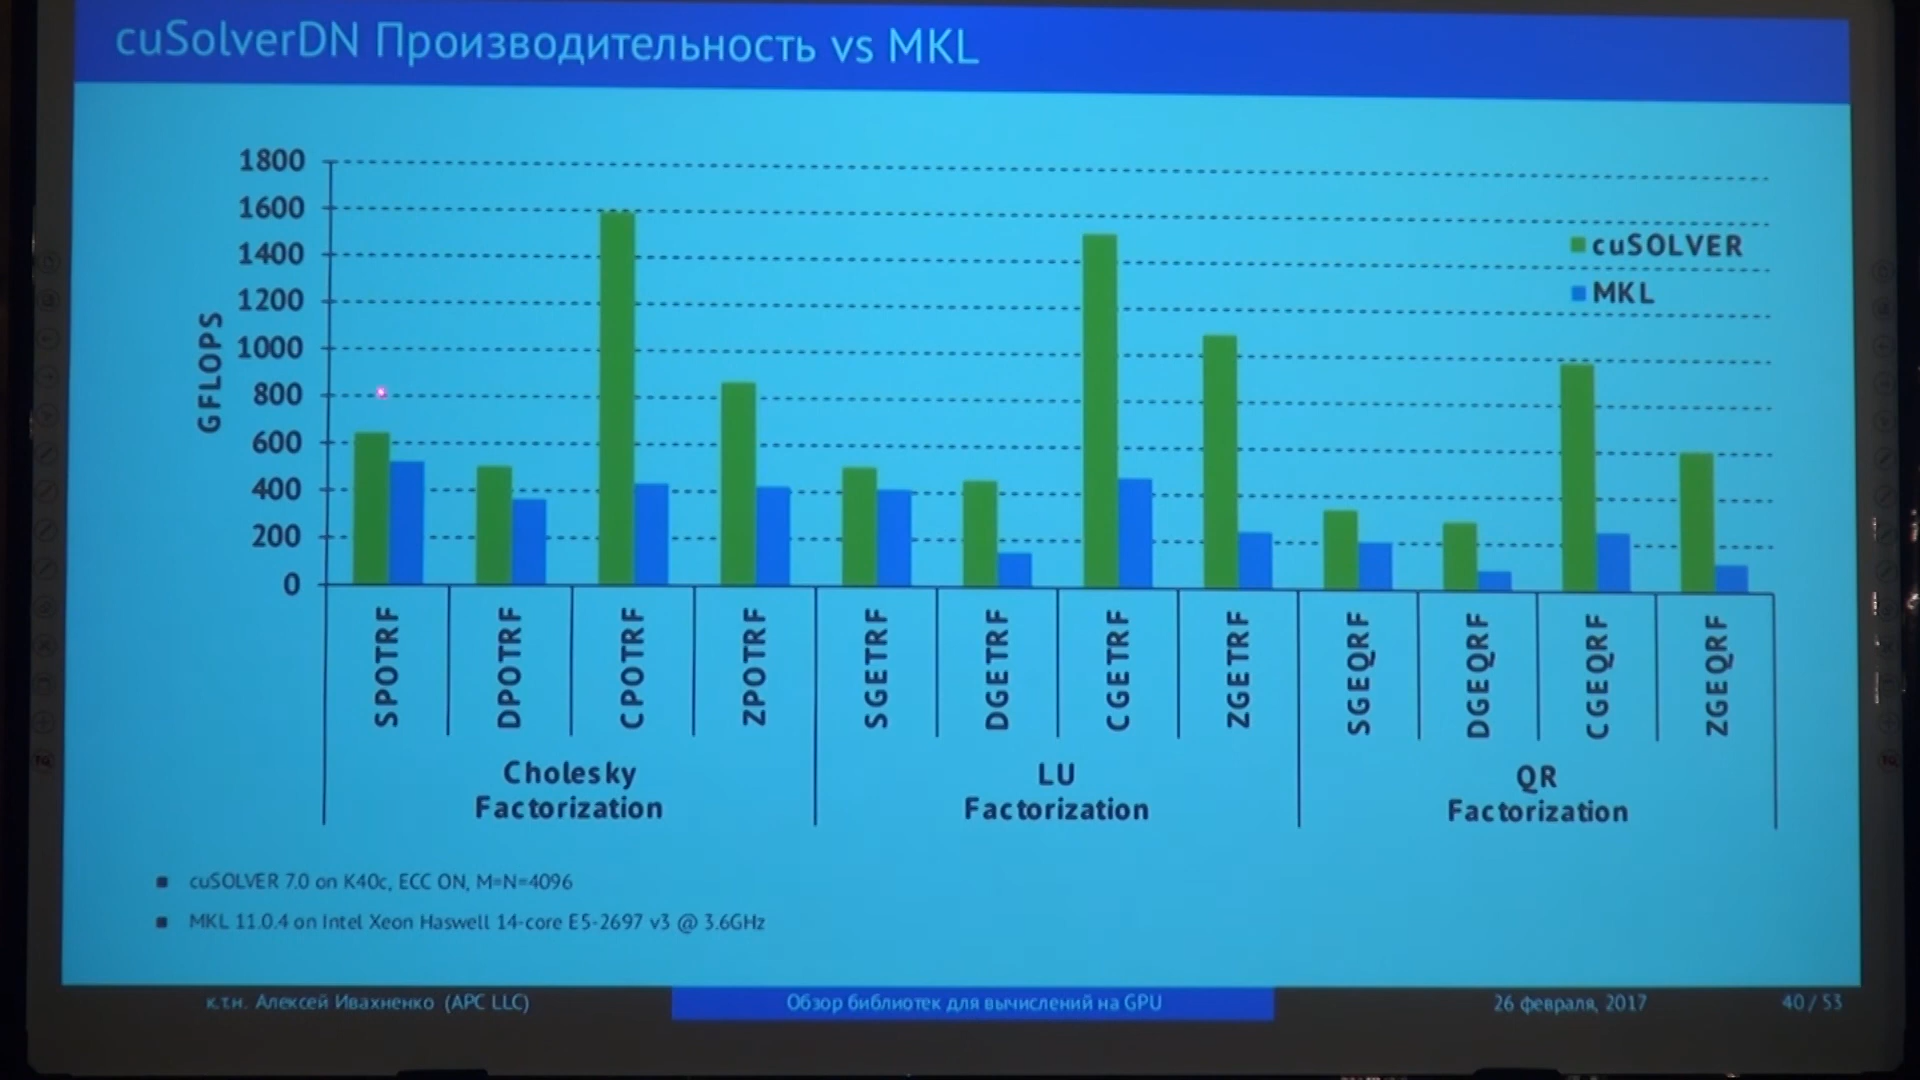 cuSolverDN Производительность vs MKL
1800
1600
1400
1200
1000
800
600
400
200
0
GFLOPS
cuSOLVER
MKL
SPOTRF
DPOTRF
CPOTRF
ZPOTRF
SGETRF
DGETRF
CGETRF
ZGETRF
SGEQRF
DGEQRF
CGEQRF
ZGEQRF
Cholesky
Factorization
LU
Factorization
QR
Factorization
cuSOLVER 7.0 on K40c, ECC ON, M=N=4096
MKL 11.0.4 on Intel Xeon Haswell 14-core E5-2697 v3 @ 3.6GHz
к.т.н. Алексей Ивахненко (APC LLC)
Обзор библиотек для вычислений на GPU
26 февраля, 2017
40 / 53